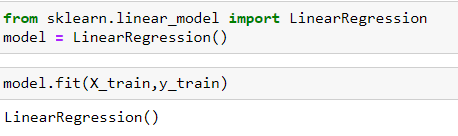 from sklearn.linear_model import LinearRegression
model = LinearRegression()
model.fit(X_train,y_train)
LinearRegression()